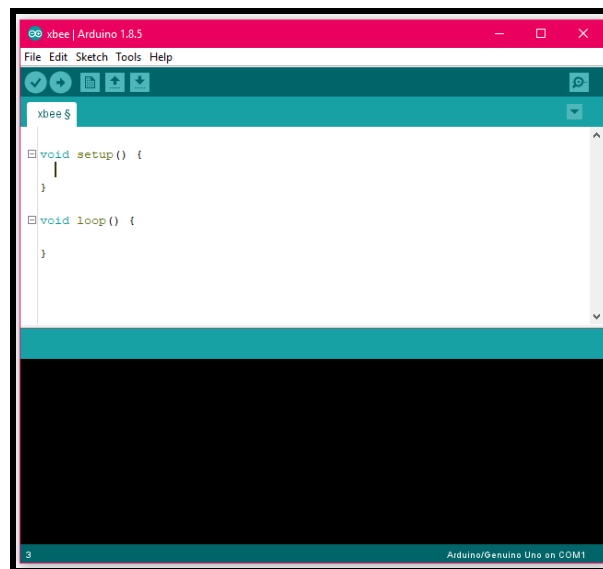 xbee | Arduino 1.8.5
File Edit Sketch Tools Help
xbee §
void setup() {
}
void loop() {
}
3 Arduino/Genuino Uno on COM1